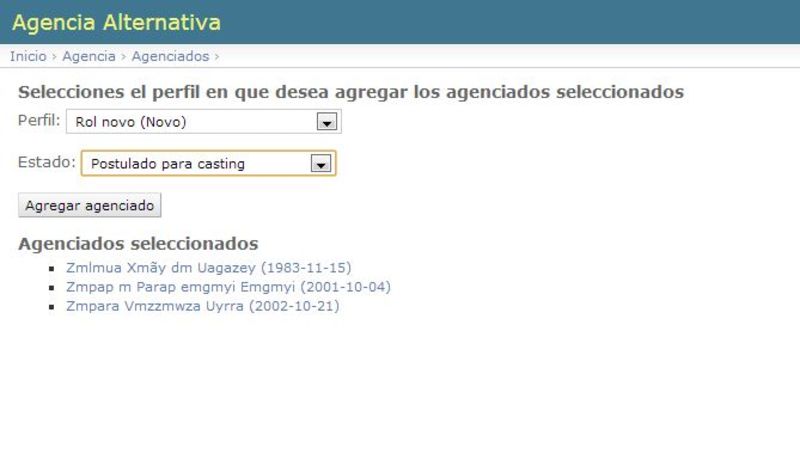 Agencia Alternativa
Inicio › Agencia › Agenciados ›
Selecciones el perfil en que desea agregar los agenciados seleccionados
Perfil: Rol novo (Novo)
Estado: Postulado para casting
Agregar agenciado
Agenciados seleccionados
Zmlmua Xmãy dm Uagazey (1983-11-15)
Zmpap m Parap emgmyi Emgmyi (2001-10-04)
Zmpara Vmzzmwza Uyrra (2002-10-21)